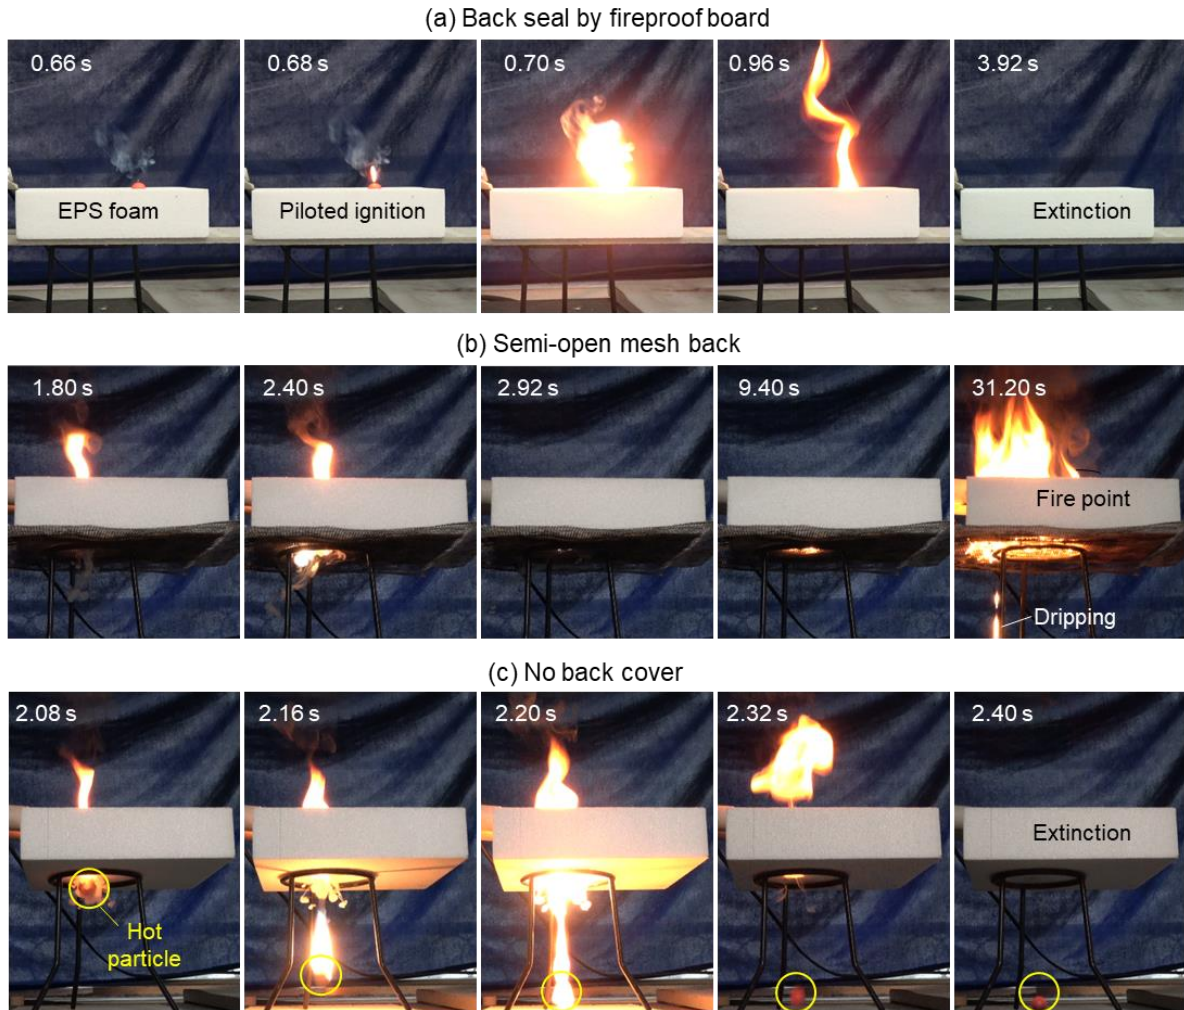 (a) Back seal by fireproof board
0.66 s
0.68 s
0.70 s
0.96 s
3.92 s
EPS foam
Piloted ignition
Extinction
(b) Semi-open mesh back
1.80 s
2.40 s
2.92 s
9.40 s
31.20 s
Fire point
Dripping
(c) No back cover
2.08 s
2.16 s
2.20 s
2.32 s
2.40 s
Extinction
Hot
particle